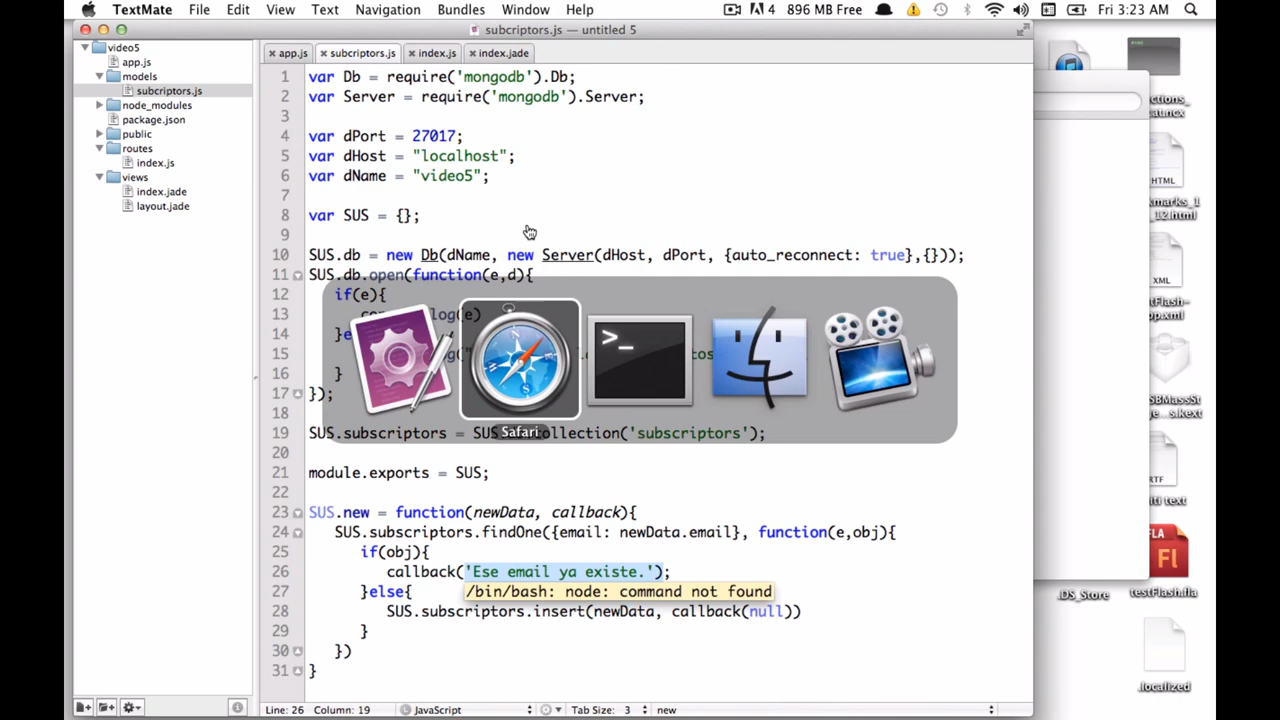 TextMate File Edit View Text Navigation Bundles Window Help 4 896 MB Free Fri 3:23 AM
subcriptors.js — untitled 5
video5
app.js
models
subcriptors.js
node_modules
package.json
public
routes
index.js
views
index.jade
layout.jade
app.js subcriptors.js index.js index.jade
1 var Db = require('mongodb').Db;
2 var Server = require('mongodb').Server;
3
4 var dPort = 27017;
5 var dHost = "localhost";
6 var dName = "video5";
7
8 var SUS = {};
9
10 SUS.db = new Db(dName, new Server(dHost, dPort, {auto_reconnect: true},{}));
11 SUS.db.open(function(e,d){
12 if(e){
13 log(e)
14
15
16 }
17 });
18
19 SUS.subscriptors = SUS collection('subscriptors');
Safari
20
21 module.exports = SUS;
22
23 SUS.new = function(newData, callback){
24 SUS.subscriptors.findOne({email: newData.email}, function(e,obj){
25 if(obj){
26 callback('Ese email ya existe.');
27 }else{
/bin/bash: node: command not found
28 SUS.subscriptors.insert(newData, callback(null))
29 }
30 })
31 }
Line: 26 Column: 19 JavaScript Tab Size: 3 new
HTML
XML
RTF
FLA
.DS_Store
testFlash.fla
.localized